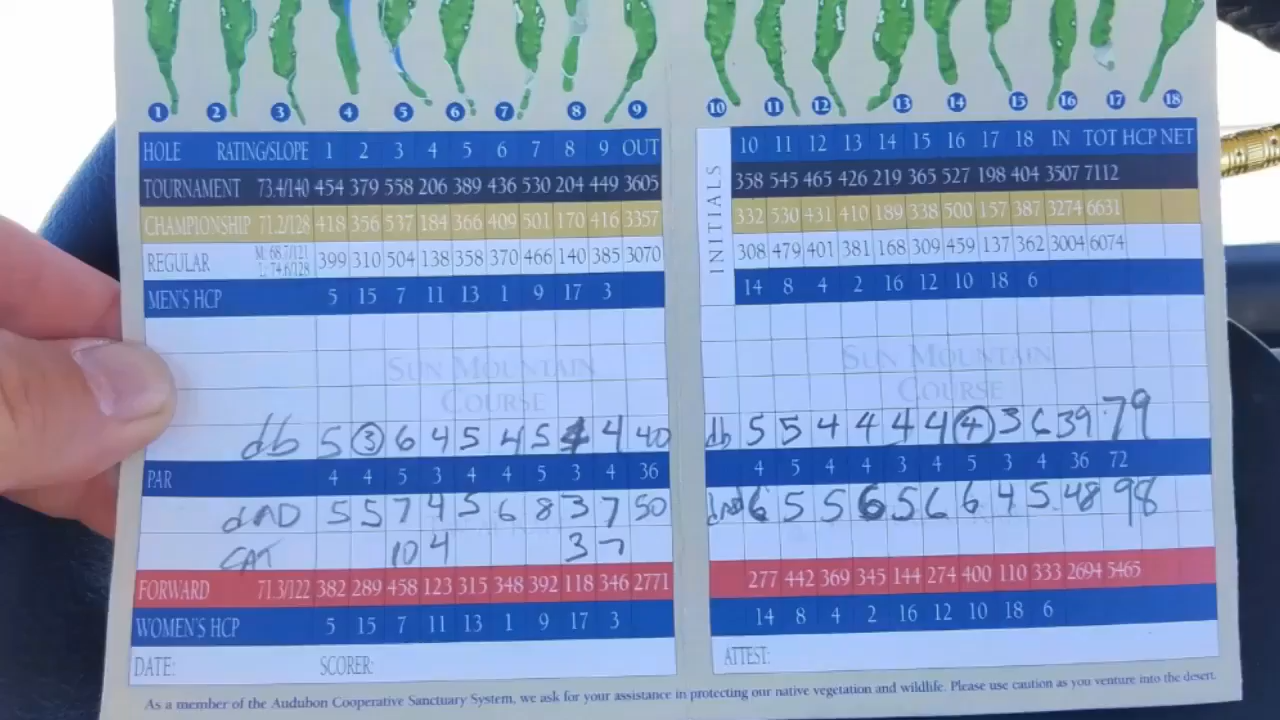 1 2 3 4 5 6 7 8 9 10 11 12 13 14 15 16 17 18
HOLE RATING/SLOPE 1 2 3 4 5 6 7 8 9 OUT
TOURNAMENT 73.4/140 454 379 558 206 389 436 530 204 449 3605
CHAMPIONSHIP 71.2/128 418 356 537 184 366 409 501 170 416 3357
REGULAR M: 68.7/121 L: 74.6/128 399 310 504 138 358 370 466 140 385 3070
MEN'S HCP 5 15 7 11 13 1 9 17 3
SUN MOUNTAIN
COURSE
db 5 3 6 4 5 4 5 4 4 40
PAR 4 4 5 3 4 4 5 3 4 36
dAD 5 5 7 4 5 6 8 3 7 50
CAT 10 4 3 7
FORWARD 71.3/122 382 289 458 123 315 348 392 118 346 2771
WOMEN'S HCP 5 15 7 11 13 1 9 17 3
DATE: SCORER:
INITIALS
10 11 12 13 14 15 16 17 18 IN TOT HCP NET
358 545 465 426 219 365 527 198 404 3507 7112
332 530 431 410 189 338 500 157 387 3274 6631
308 479 401 381 168 309 459 137 362 3004 6074
14 8 4 2 16 12 10 18 6
SUN MOUNTAIN
COURSE
db 5 5 4 4 4 4 4 3 6 39 79
4 5 4 4 3 4 5 3 4 36 72
dad 6 5 5 6 5 6 6 4 5 48 98
277 442 369 345 144 274 400 110 333 2694 5465
14 8 4 2 16 12 10 18 6
ATTEST:
As a member of the Audubon Cooperative Sanctuary System, we ask for your assistance in protecting our native vegetation and wildlife. Please use caution as you venture into the desert.